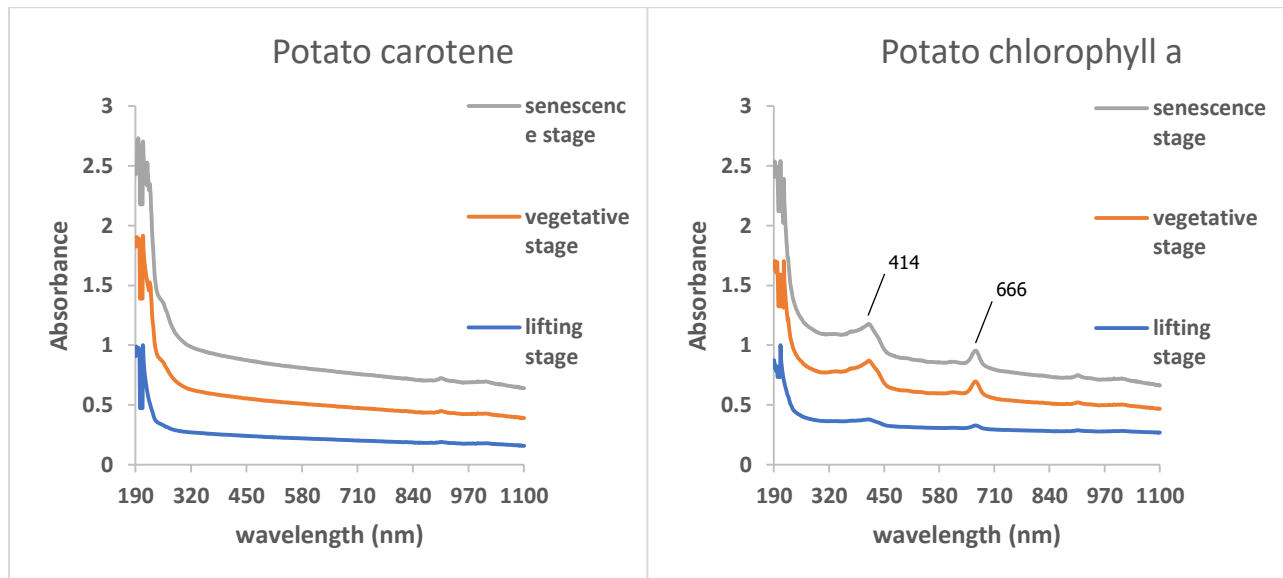 Potato carotene
3
2.5
2
1.5
1
0.5
0
Absorbance
190 320 450 580 710 840 970 1100
wavelength (nm)
senescenc
e stage
vegetative
stage
lifting
stage
Potato chlorophyll a
3
2.5
2
1.5
1
0.5
0
Absorbance
414
666
190 320 450 580 710 840 970 1100
wavelength (nm)
senescence
stage
vegetative
stage
lifting
stage